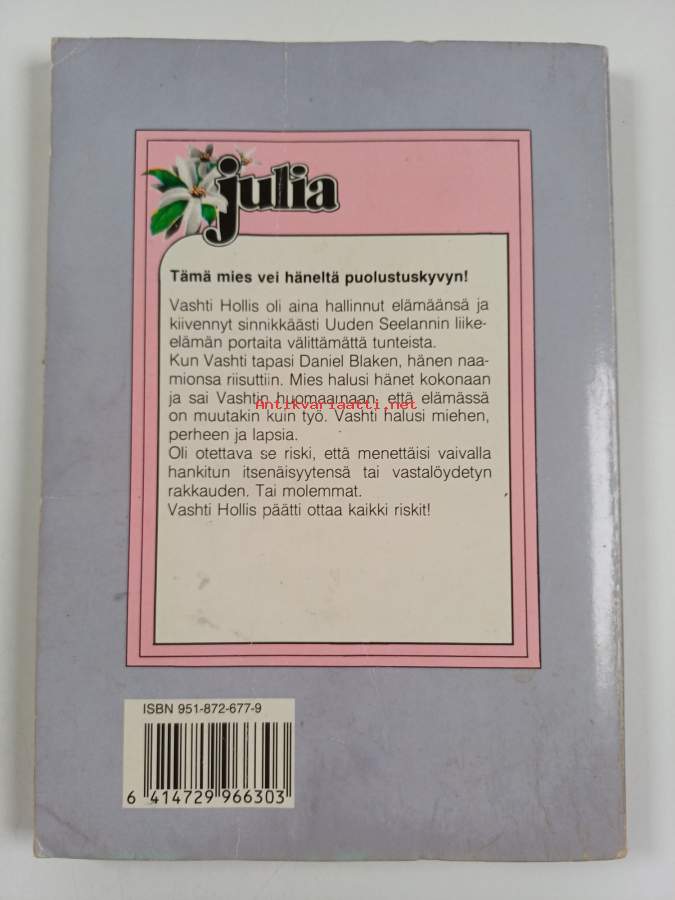 julia
Tämä mies vei häneltä puolustuskyvyn!
Vashti Hollis oli aina hallinnut elämäänsä ja
kiivennyt sinnikkäästi Uuden Seelannin liike-
elämän portaita välittämättä tunteista.
Kun Vashti tapasi Daniel Blaken, hänen naa-
mionsa riisuttiin. Mies halusi hänet kokonaan
ja sai Vashtin huomaamaan, että elämässä
Antikvariaatti.net
on muutakin kuin työ. Vashti halusi miehen,
perheen ja lapsia.
Oli otettava se riski, että menettäisi vaivalla
hankitun itsenäisyytensä tai vastalöydetyn
rakkauden. Tai molemmat.
Vashti Hollis päätti ottaa kaikki riskit!
ISBN 951-872-677-9
6 414729 966303